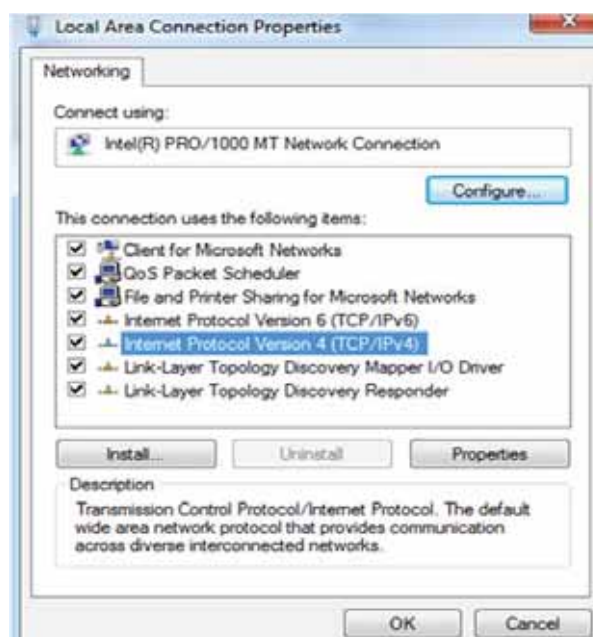 Local Area Connection Properties
Networking
Connect using:
Intel(R) PRO/1000 MT Network Connection
Configure...
This connection uses the following items:
Client for Microsoft Networks
QoS Packet Scheduler
File and Printer Sharing for Microsoft Networks
Internet Protocol Version 6 (TCP/IPv6)
Internet Protocol Version 4 (TCP/IPv4)
Link-Layer Topology Discovery Mapper I/O Driver
Link-Layer Topology Discovery Responder
Install... Uninstall Properties
Description
Transmission Control Protocol/Internet Protocol. The default
wide area network protocol that provides communication
across diverse interconnected networks.
OK Cancel